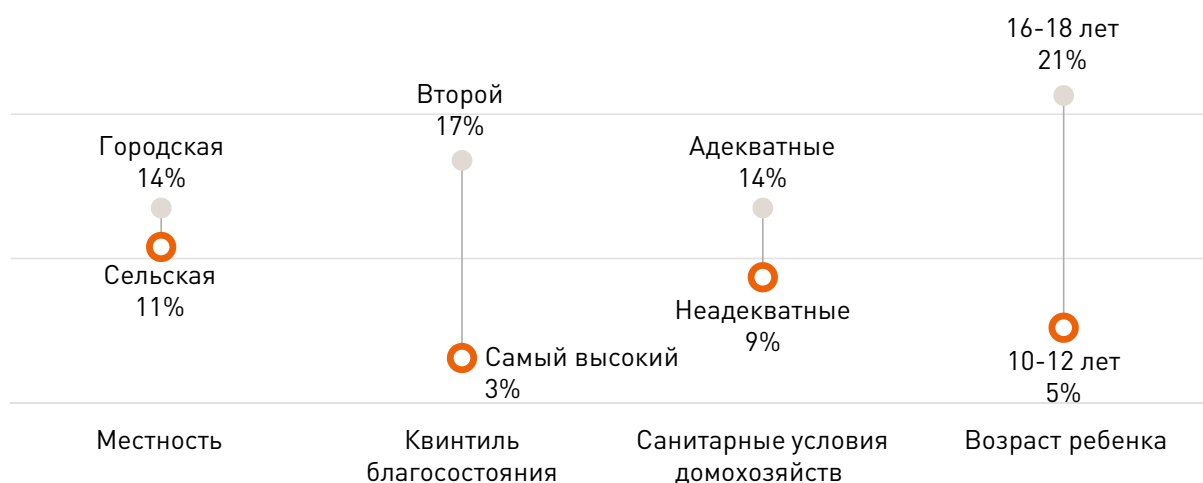 16-18 лет
21%
Второй
17%
Городская
14%
Адекватные
14%
Сельская
11%
Неадекватные
9%
Самый высокий
3%
10-12 лет
5%
Местность
Квинтиль
благосостояния
Санитарные условия
домохозяйств
Возраст ребенка